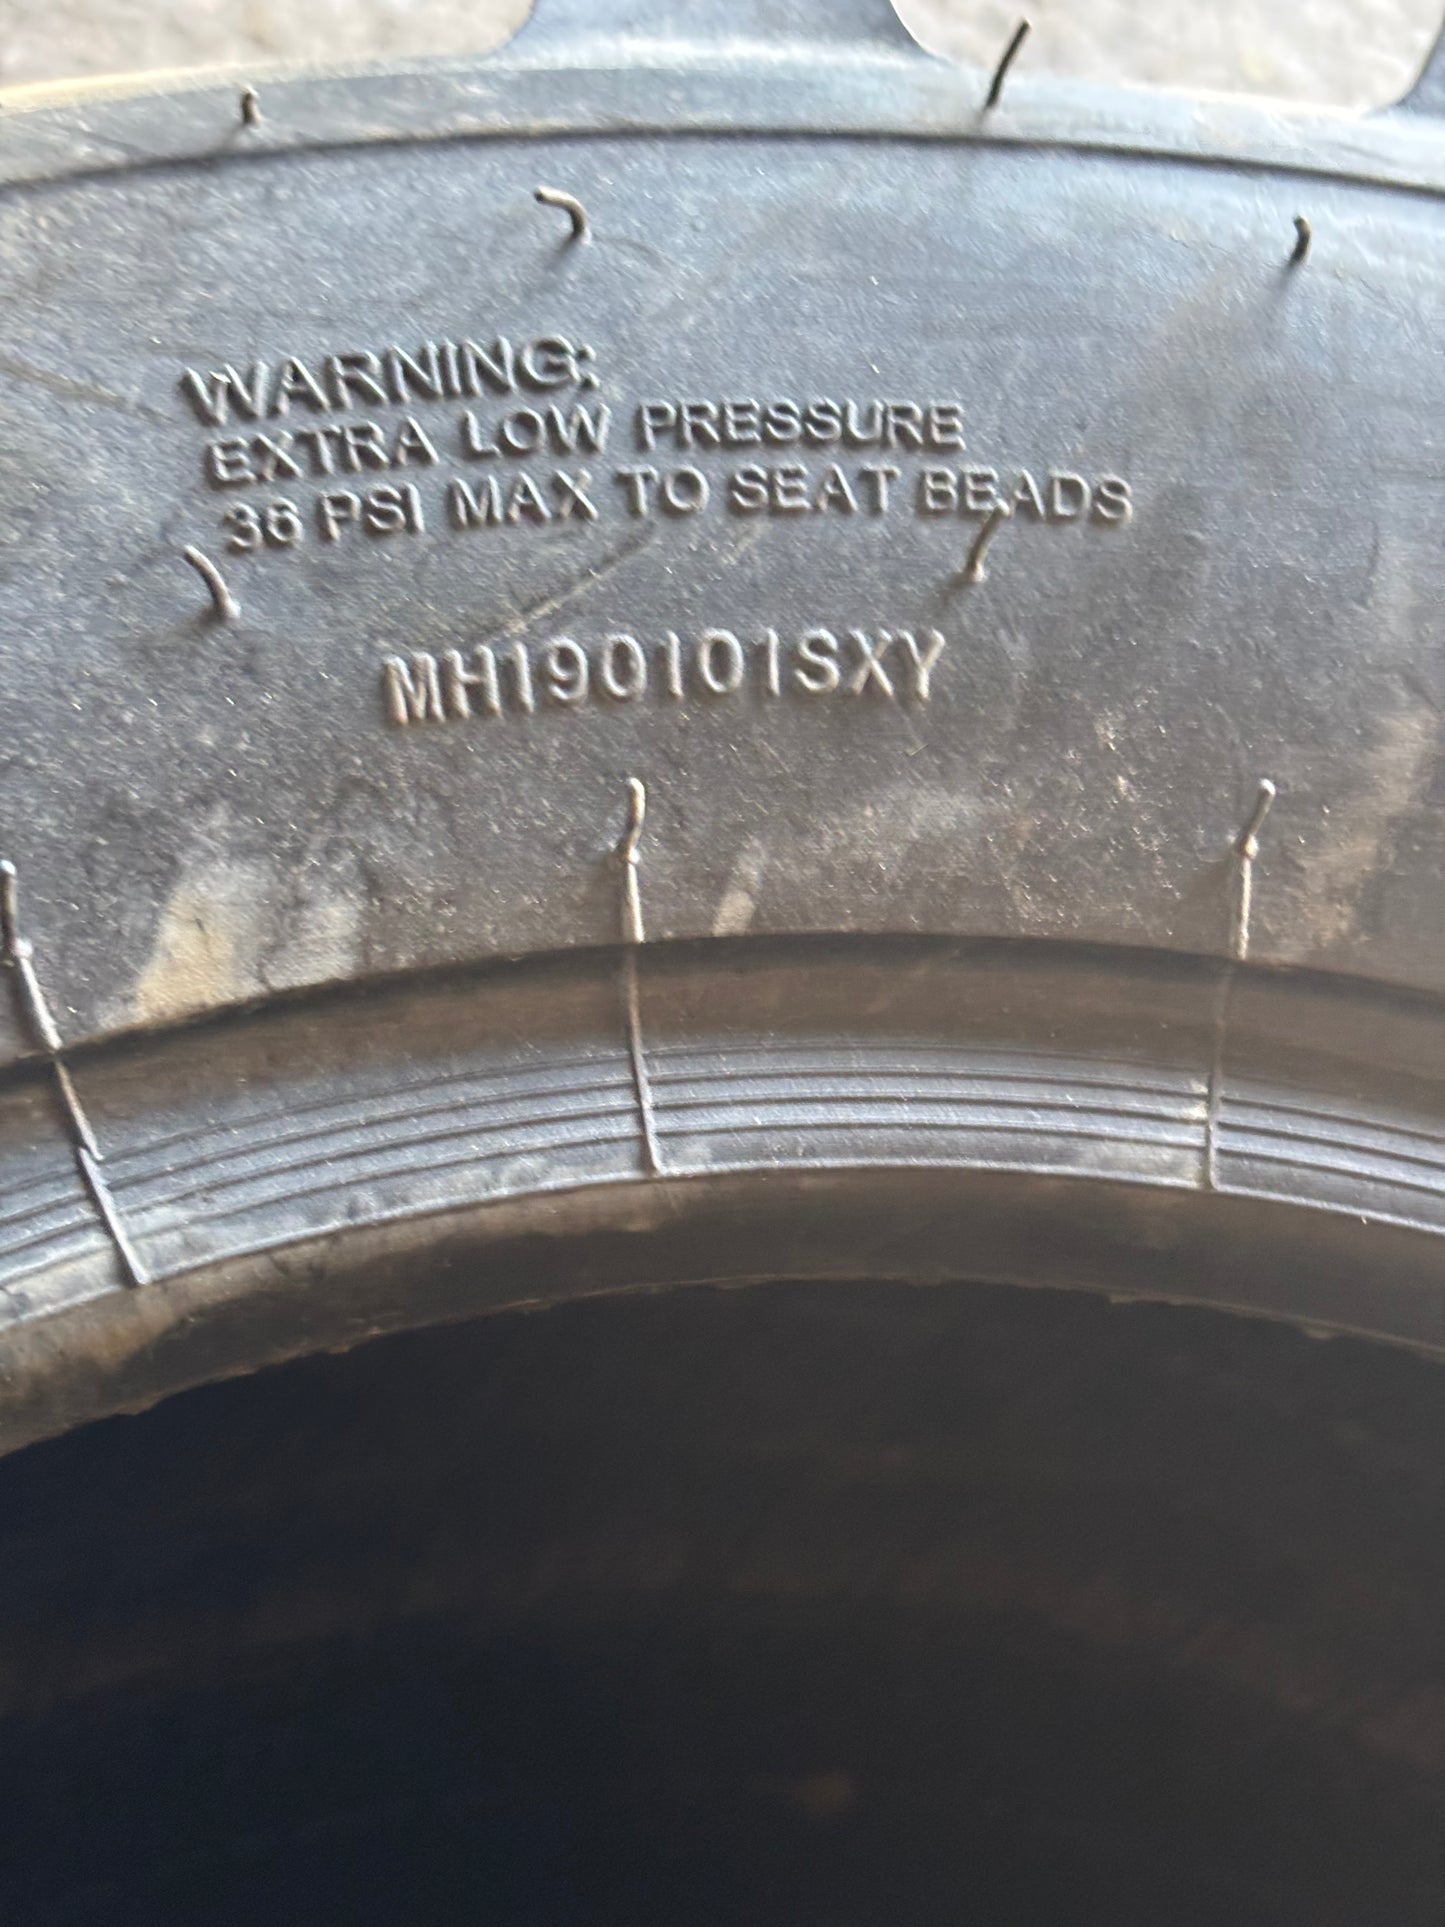 WARNING:
EXTRA LOW PRESSURE
36 PSI MAX TO SEAT BEADS
MH190101SXY